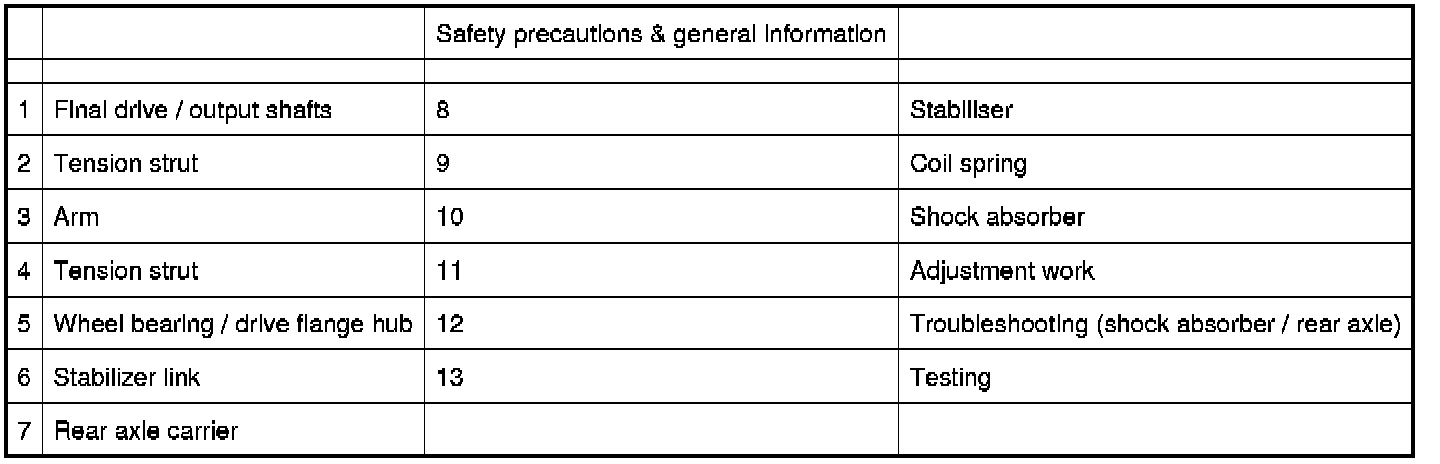 Safety precautions & general information
1 Final drive / output shafts 8 Stabiliser
2 Tension strut 9 Coil spring
3 Arm 10 Shock absorber
4 Tension strut 11 Adjustment work
5 Wheel bearing / drive flange hub 12 Troubleshooting (shock absorber / rear axle)
6 Stabilizer link 13 Testing
7 Rear axle carrier